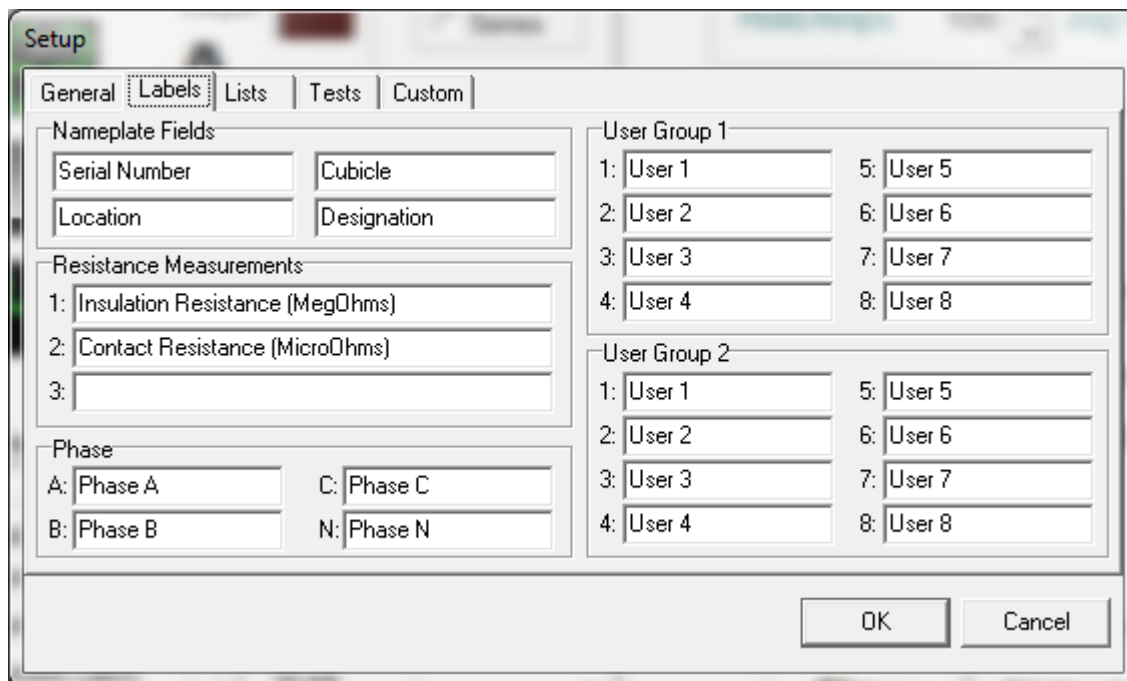 Setup
General Labels Lists Tests Custom
Nameplate Fields
Serial Number Cubicle
Location Designation
Resistance Measurements
1: Insulation Resistance (MegOhms)
2: Contact Resistance (MicroOhms)
3:
Phase
A: Phase A C: Phase C
B: Phase B N: Phase N
User Group 1
1: User 1 5: User 5
2: User 2 6: User 6
3: User 3 7: User 7
4: User 4 8: User 8
User Group 2
1: User 1 5: User 5
2: User 2 6: User 6
3: User 3 7: User 7
4: User 4 8: User 8
OK Cancel